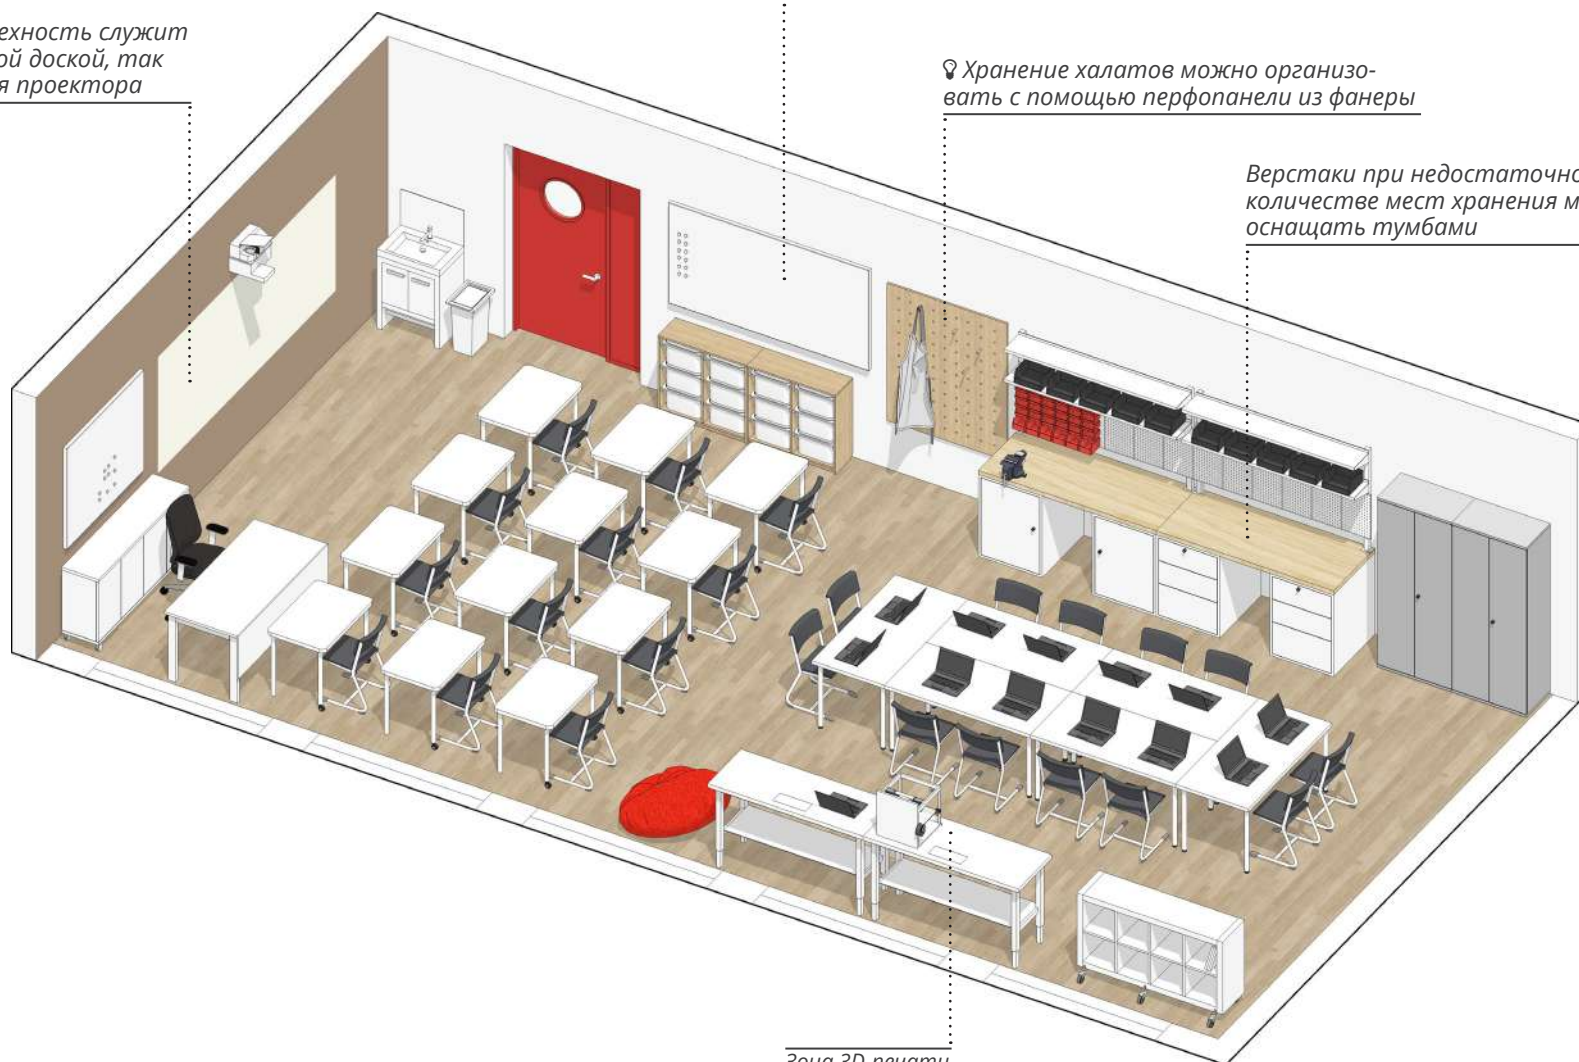 служит
ой доской, так
я проектора
Хранение халатов можно организо-
вать с помощью перфопанели из фанеры
Верстаки при недостаточно
количестве мест хранения м
оснащать тумбами
Зона 3D-печати